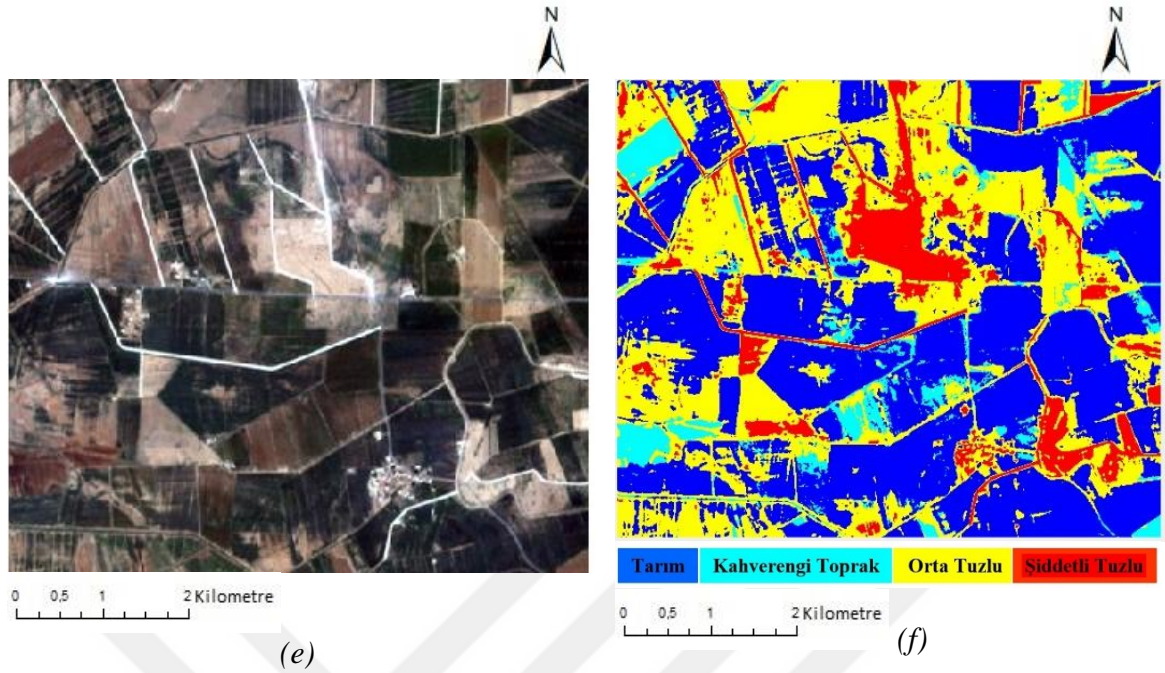 N
N
Tarım Kahverengi Toprak Orta Tuzlu Şiddetli Tuzlu
0 0,5 1 2 Kilometre
0 0,5 1 2 Kilometre
(e)
(f)